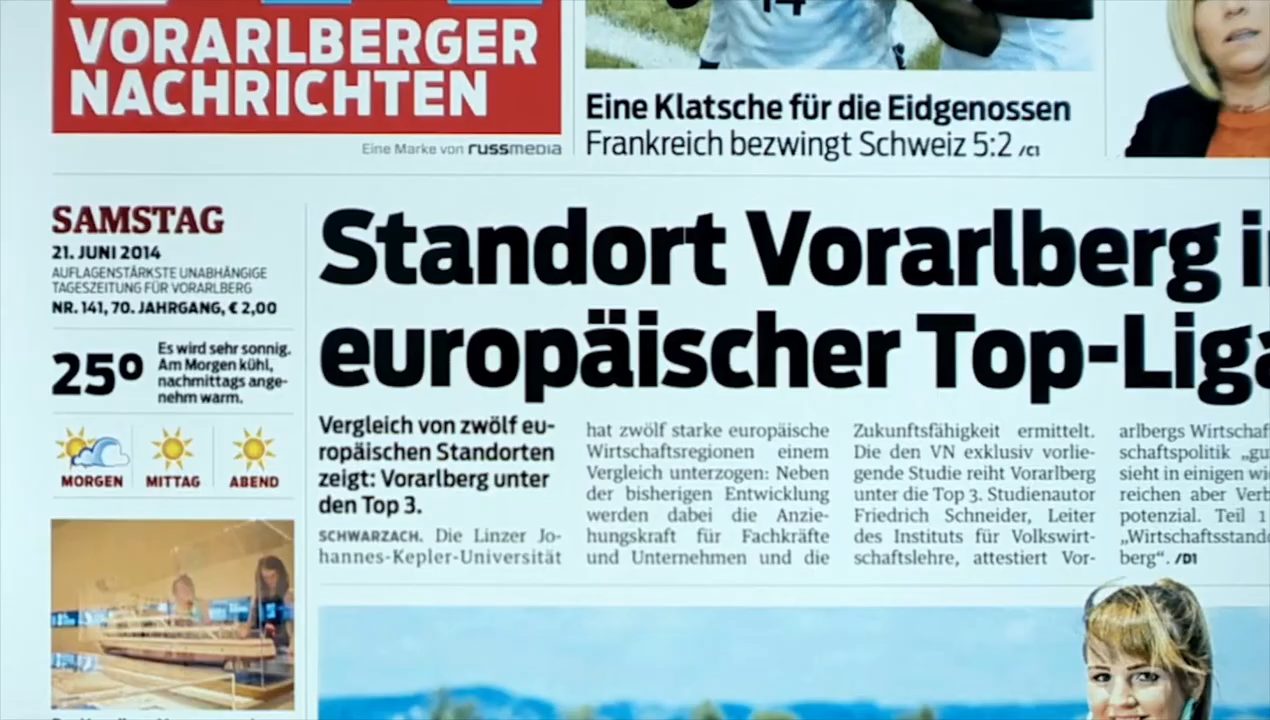 VORARLBERGER
NACHRICHTEN
Eine Marke von russmedia
14
Eine Klatsche für die Eidgenossen
Frankreich bezwingt Schweiz 5:2 /C1
SAMSTAG
21. JUNI 2014
AUFLAGENSTÄRKSTE UNABHÄNGIGE
TAGESZEITUNG FÜR VORARLBERG
NR. 141, 70. JAHRGANG, € 2,00
25°
Es wird sehr sonnig.
Am Morgen kühl,
nachmittags ange-
nehm warm.
MORGEN MITTAG ABEND
Standort Vorarlberg
europäischer Top-Liga
Vergleich von zwölf eu-
ropäischen Standorten
zeigt: Vorarlberg unter
den Top 3.
SCHWARZACH. Die Linzer Jo-
hannes-Kepler-Universität
hat zwölf starke europäische
Wirtschaftsregionen einem
Vergleich unterzogen: Neben
der bisherigen Entwicklung
werden dabei die Anzie-
hungskraft für Fachkräfte
und Unternehmen und die
Zukunftsfähigkeit ermittelt.
Die den VN exklusiv vorlie-
gende Studie reiht Vorarlberg
unter die Top 3. Studienautor
Friedrich Schneider, Leiter
des Instituts für Volkswirt-
schaftslehre, attestiert Vor-
arlbergs Wirtschaf
schaftspolitik „gu
sieht in einigen
reichen aber Verb
potenzial. Teil 1
„Wirtschaftsstando
berg“. /D1